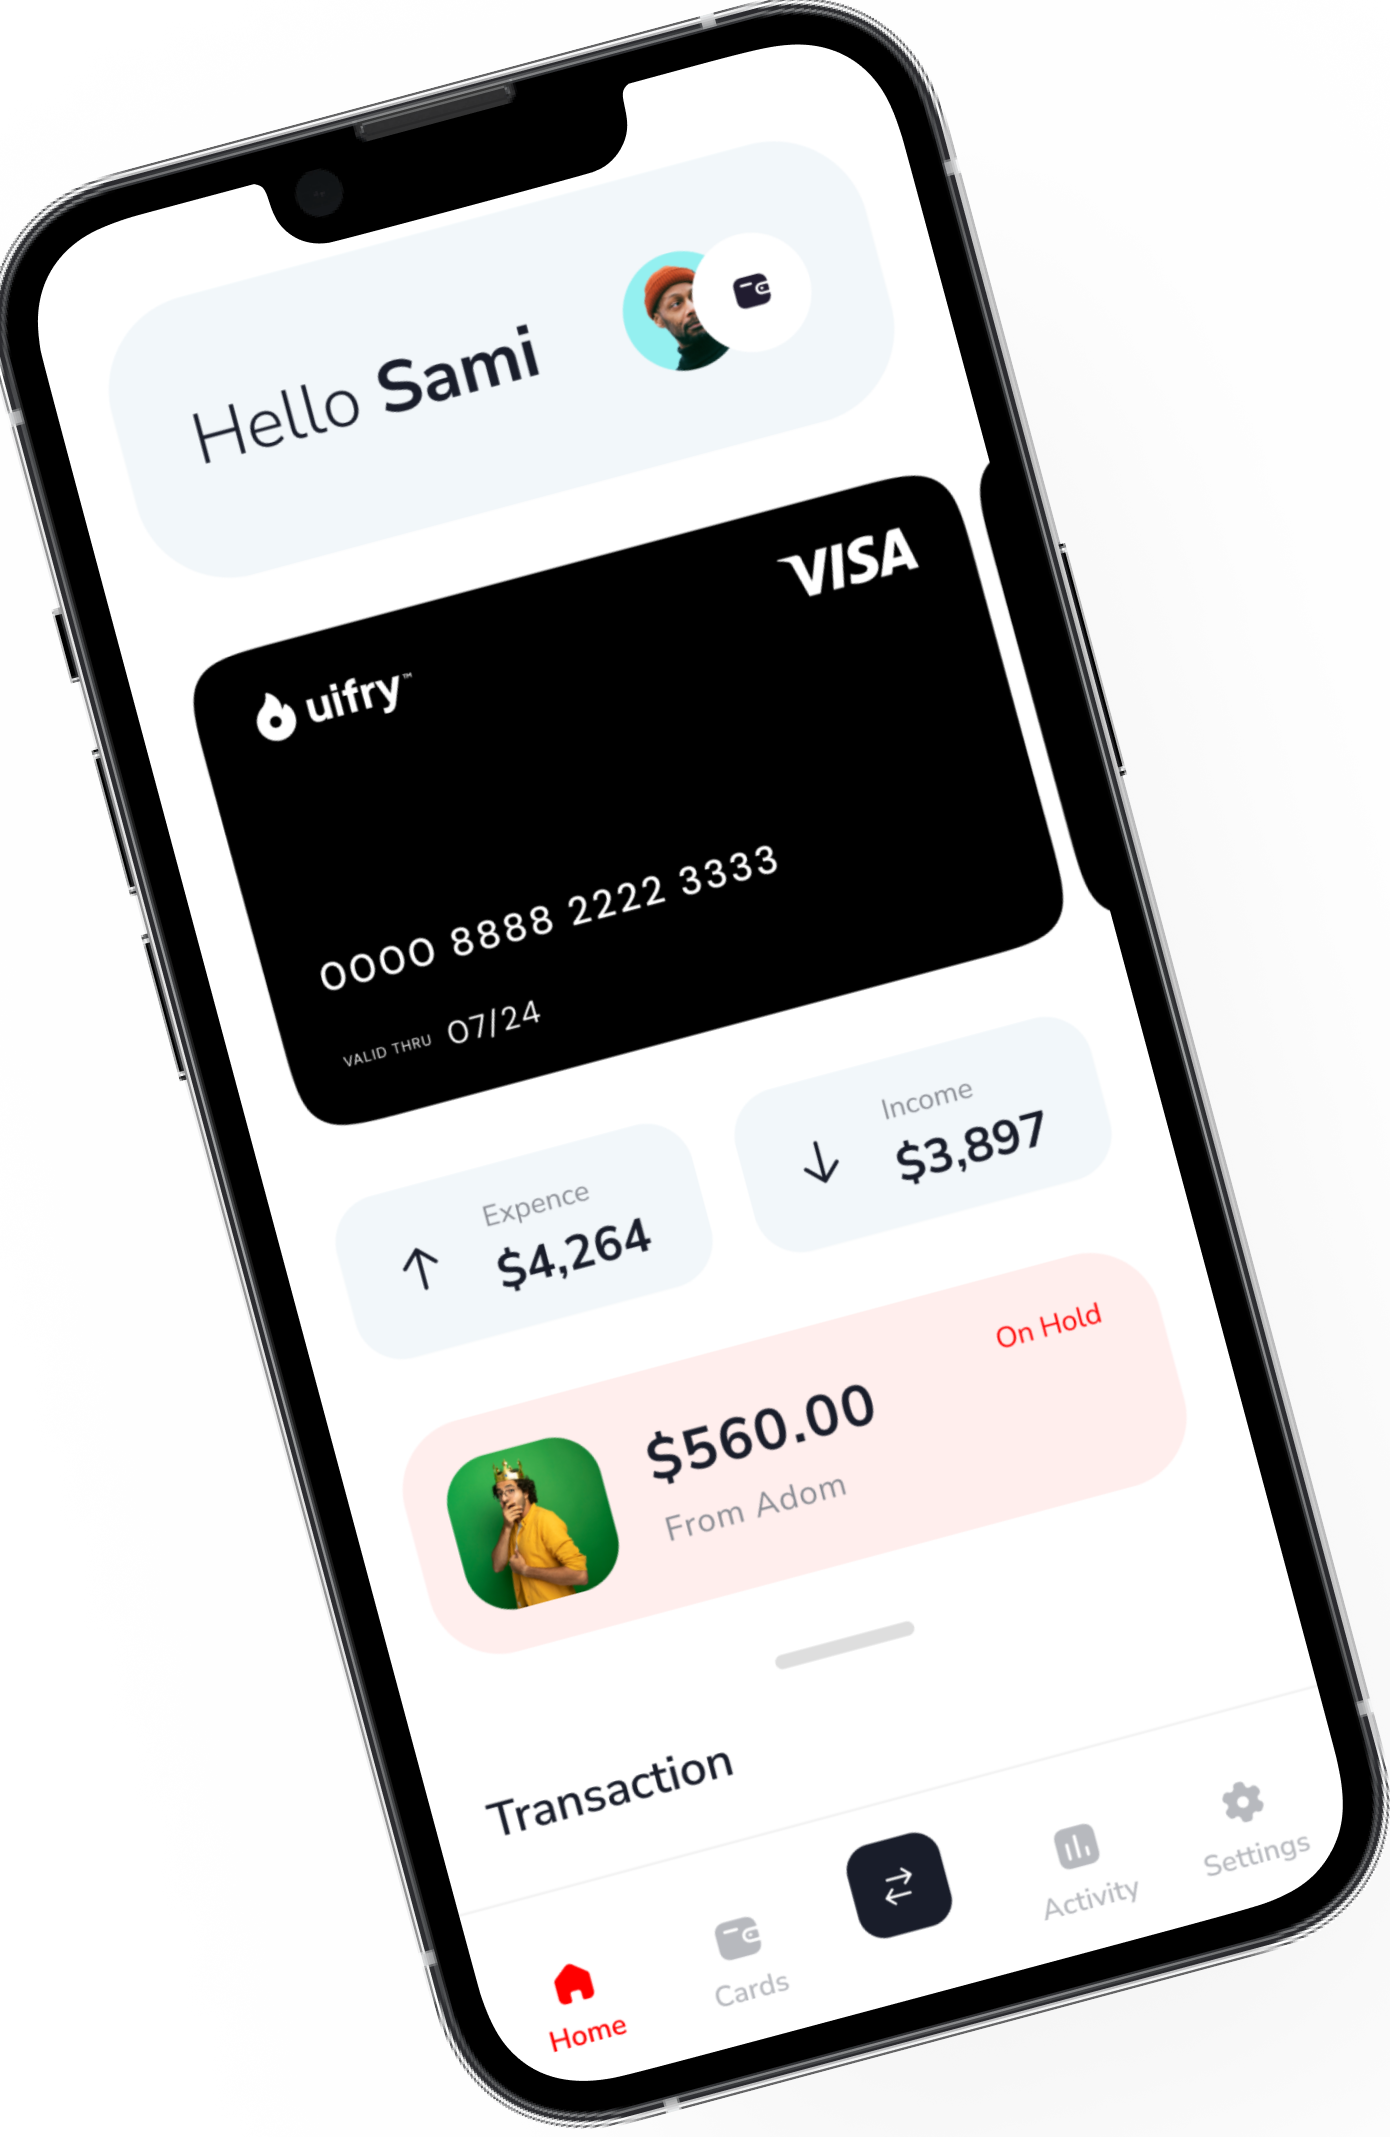 Hello Sami
VISA
uifry™
0000 8888 2222 3333
VALID THRU 07/24
Expence
$4,264
Income
$3,897
On Hold
$560.00
From Adom
Transaction
Home
Cards
Activity
Settings